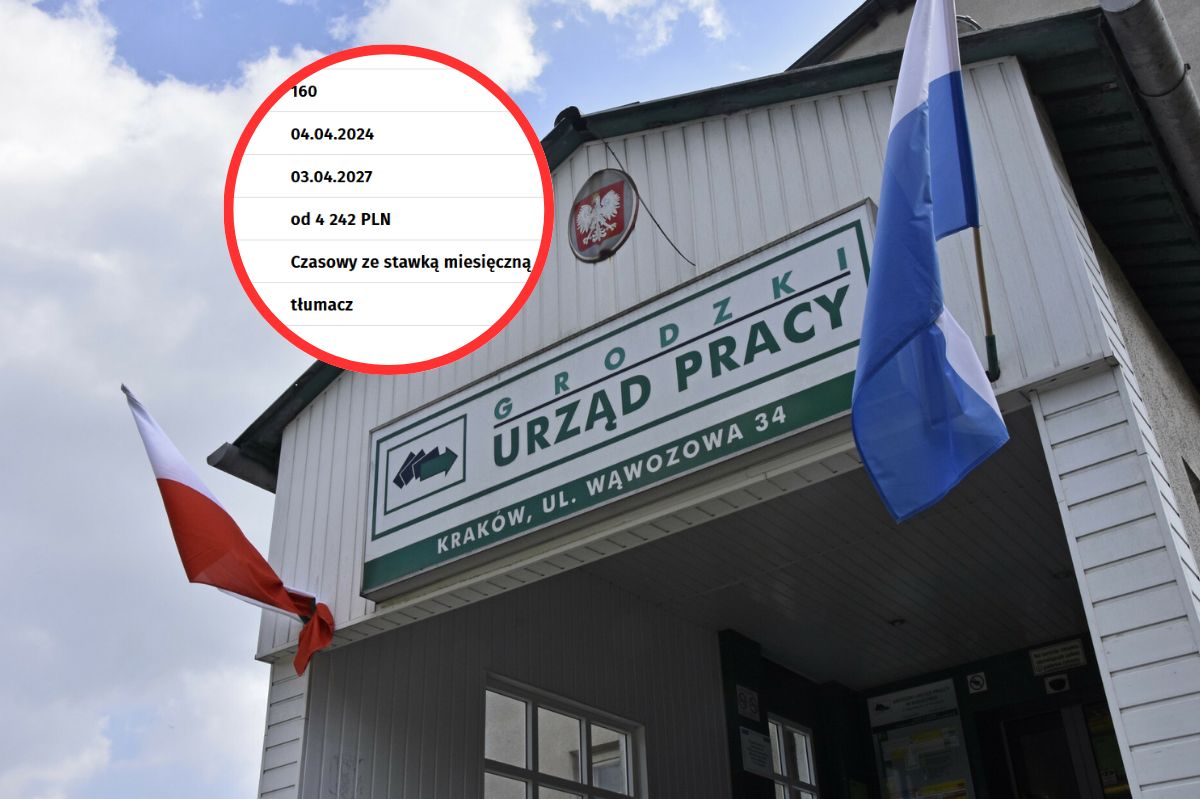 160
04.04.2024
03.04.2027
od 4 242 PLN
Czasowy ze stawką miesięczną
tłumacz
GRODZKI
URZĄD PRACY
KRAKÓW, UL. WĄWOZOWA 34